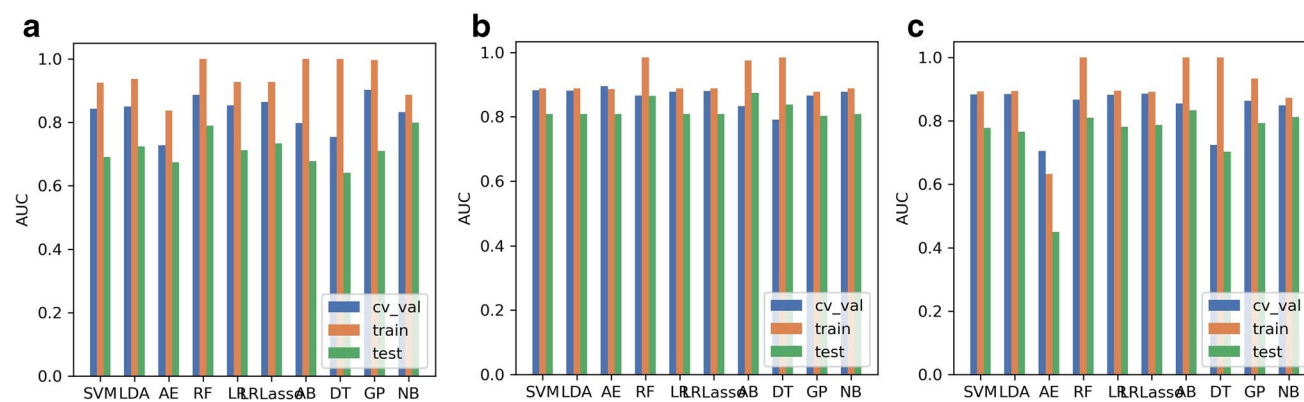 a
1.0
0.8
0.6
0.4
0.2
0.0
AUC
SVM LDA AE RF LR LRLasso AB DT GP NB
cv_val
train
test
b
1.0
0.8
0.6
0.4
0.2
0.0
AUC
SVM LDA AE RF LR LRLasso AB DT GP NB
cv_val
train
test
c
1.0
0.8
0.6
0.4
0.2
0.0
AUC
SVM LDA AE RF LR LRLasso AB DT GP NB
cv_val
train
test